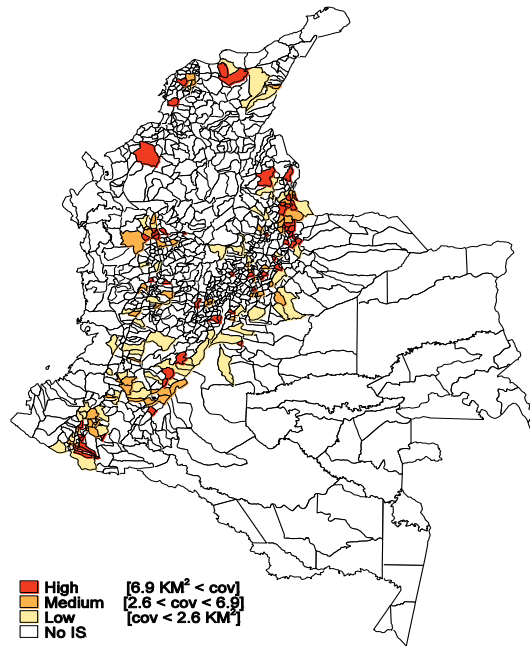 High [6.9 KM² < cov]
Medium [2.6 < cov < 6.9]
Low [cov < 2.6 KM²]
No IS